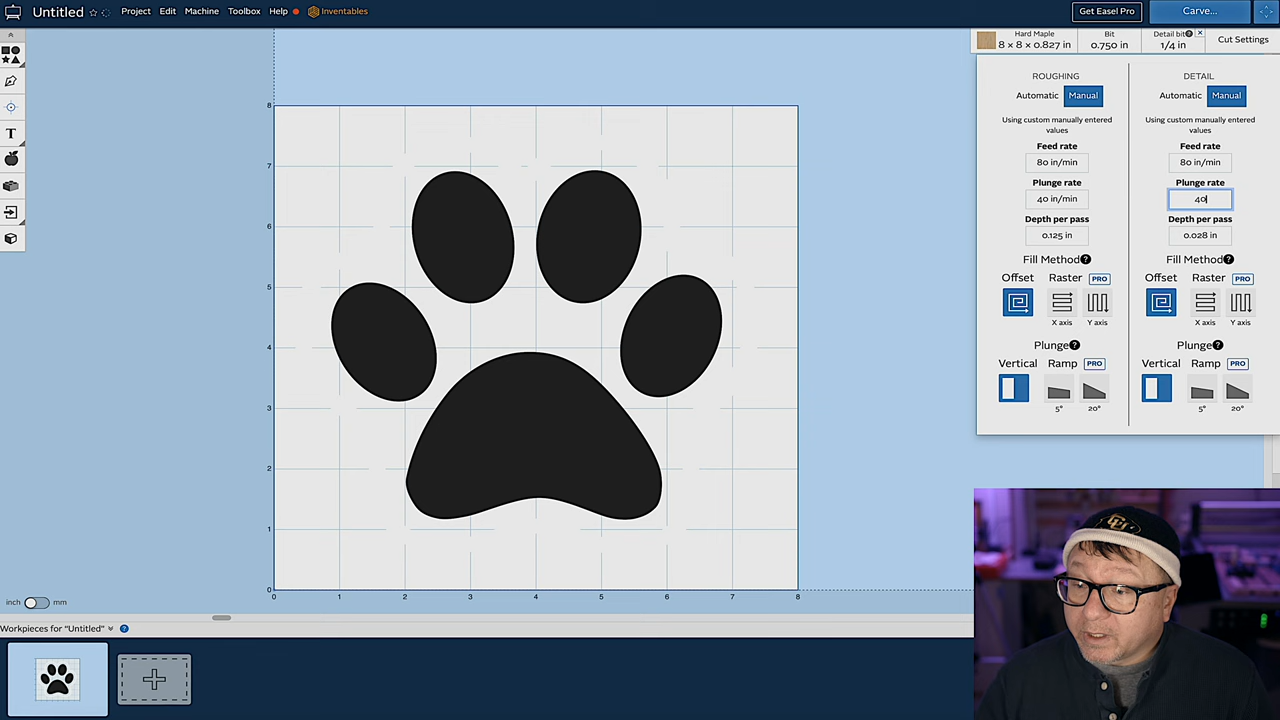 Untitled
Project Edit Machine Toolbox Help Inventables
Get Easel Pro
Carve...
Hard Maple
8 × 8 × 0.827 in
Bit
0.750 in
Detail bit?
1/4 in
Cut Settings
ROUGHING
Automatic Manual
Using custom manually entered
values
Feed rate
80 in/min
Plunge rate
40 in/min
Depth per pass
0.125 in
Fill Method?
Offset Raster PRO
X axis Y axis
Plunge?
Vertical Ramp PRO
5° 20°
DETAIL
Automatic Manual
Using custom manually entered
values
Feed rate
80 in/min
Plunge rate
40
Depth per pass
0.028 in
Fill Method?
Offset Raster PRO
X axis Y axis
Plunge?
Vertical Ramp PRO
5° 20°
T
8
7
6
5
4
3
2
1
0
0 1 2 3 4 5 6 7 8
inch mm
Workpieces for “Untitled” ?
CU